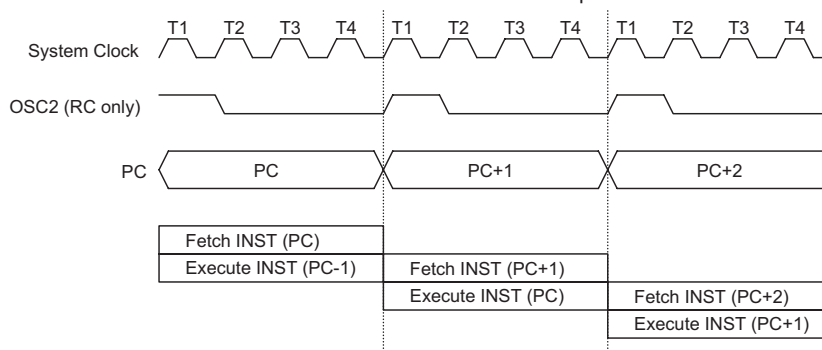 T1 T2 T3 T4 T1 T2 T3 T4 T1 T2 T3 T4
System Clock
OSC2 (RC only)
PC PC PC+1 PC+2
Fetch INST (PC)
Execute INST (PC-1) Fetch INST (PC+1)
Execute INST (PC) Fetch INST (PC+2)
Execute INST (PC+1)